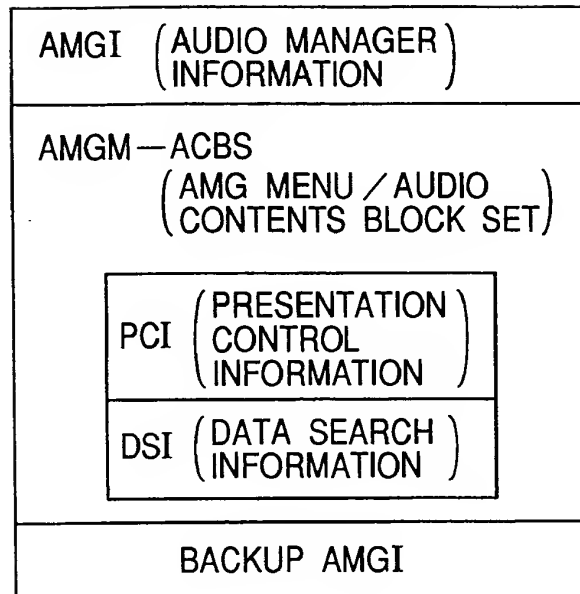 AMGI (AUDIO MANAGER
INFORMATION)
AMGM—ACBS
(AMG MENU/AUDIO
CONTENTS BLOCK SET)
PCI (PRESENTATION
CONTROL
INFORMATION)
DSI (DATA SEARCH
INFORMATION)
BACKUP AMGI